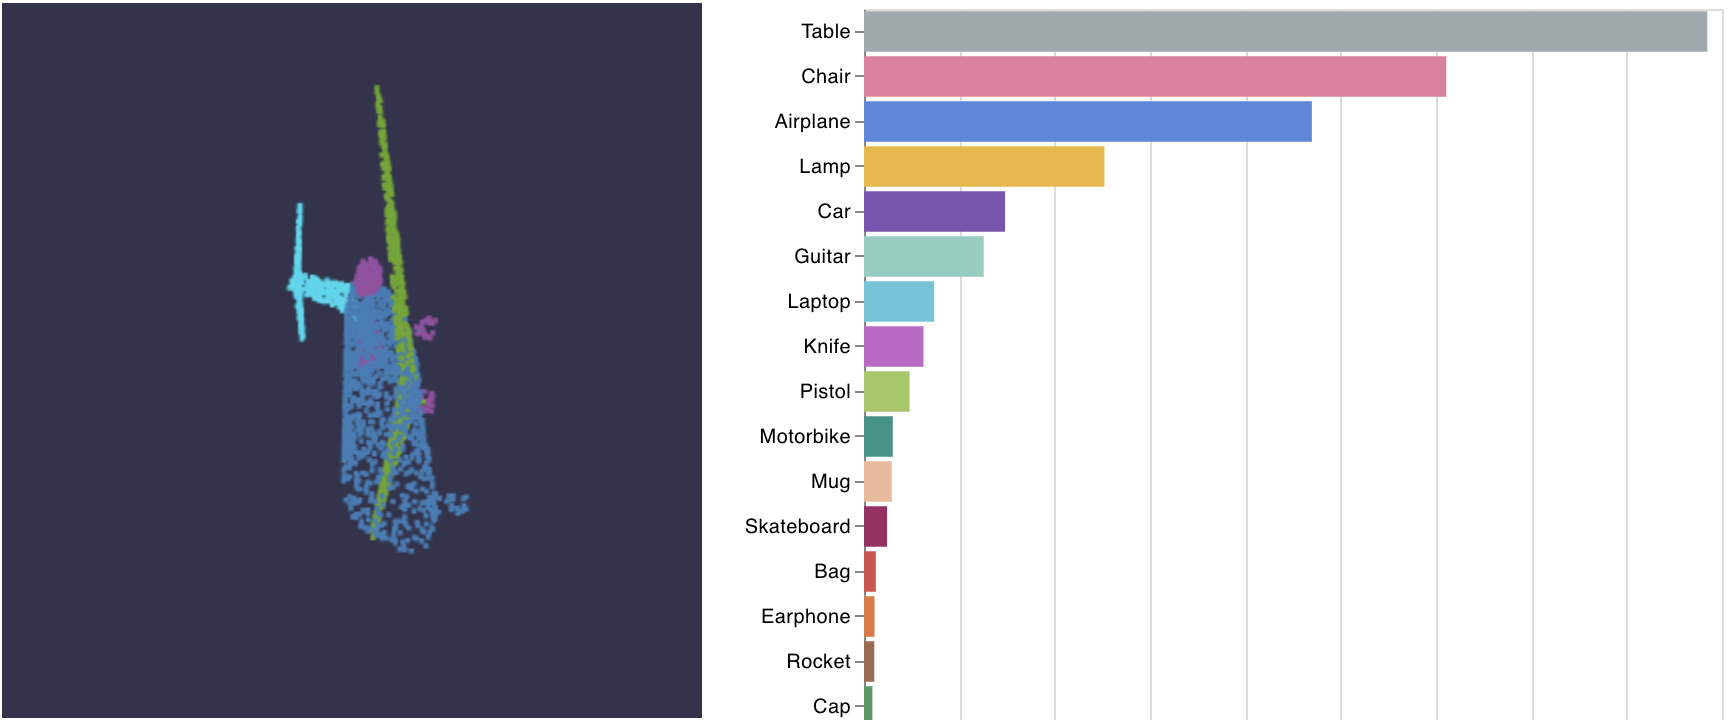 Table
Chair
Airplane
Lamp
Car
Guitar
Laptop
Knife
Pistol
Motorbike
Mug
Skateboard
Bag
Earphone
Rocket
Cap